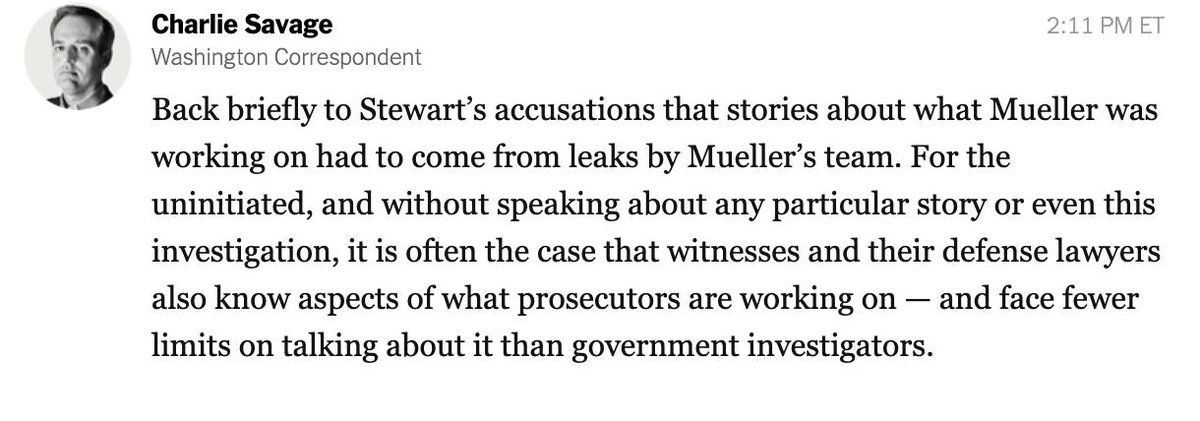 Charlie Savage
2:11 PM ET
Washington Correspondent
Back briefly to Stewart’s accusations that stories about what Mueller was
working on had to come from leaks by Mueller’s team. For the
uninitiated, and without speaking about any particular story or even this
investigation, it is often the case that witnesses and their defense lawyers
also know aspects of what prosecutors are working on — and face fewer
limits on talking about it than government investigators.